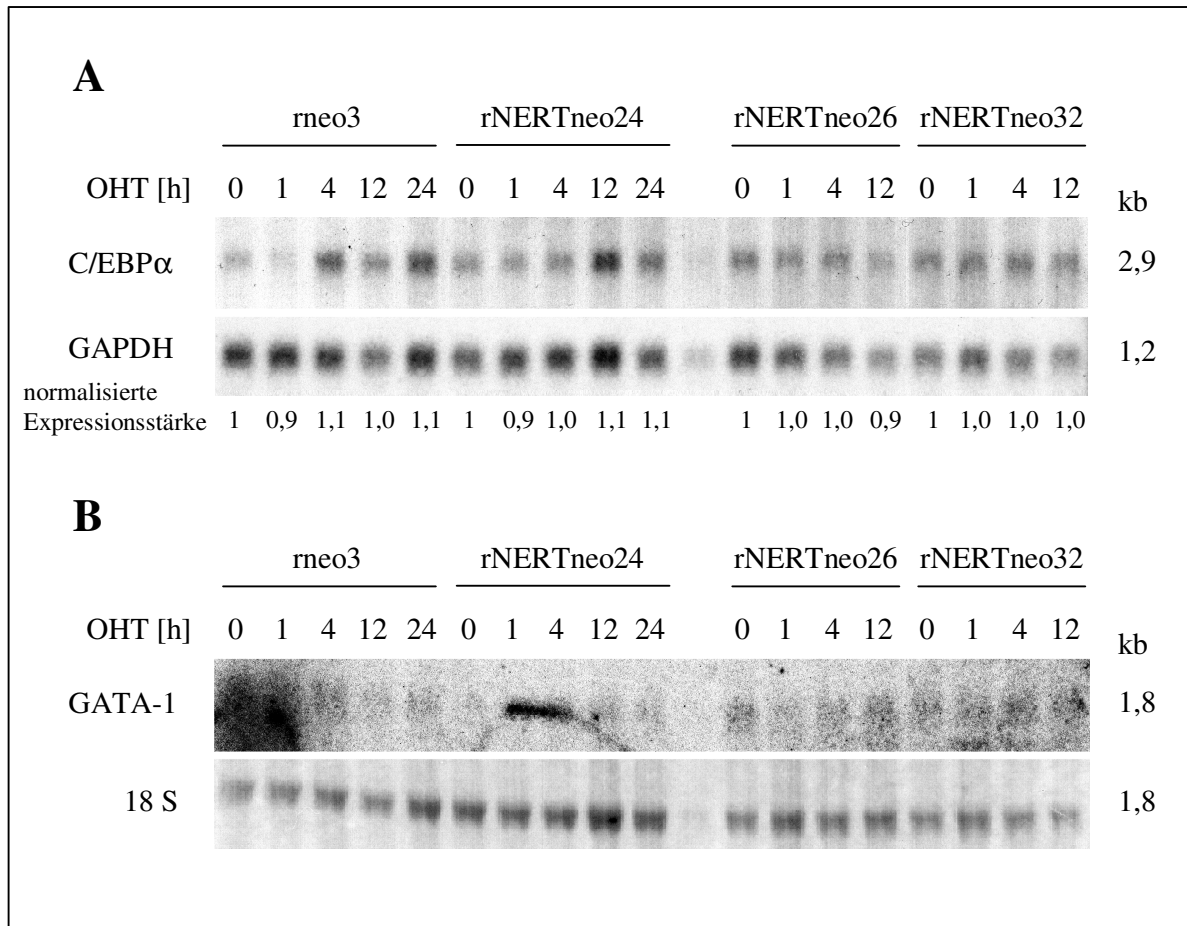 A
rneo3 rNERTneo24 rNERTneo26 rNERTneo32
OHT [h] 0 1 4 12 24 0 1 4 12 24 0 1 4 12 0 1 4 12 kb
C/EBPα 2,9
GAPDH 1,2
normalisierte
Expressionsstärke 1 0,9 1,1 1,0 1,1 1 0,9 1,0 1,1 1,1 1 1,0 1,0 0,9 1 1,0 1,0 1,0
B
rneo3 rNERTneo24 rNERTneo26 rNERTneo32
OHT [h] 0 1 4 12 24 0 1 4 12 24 0 1 4 12 0 1 4 12 kb
GATA-1 1,8
18 S 1,8